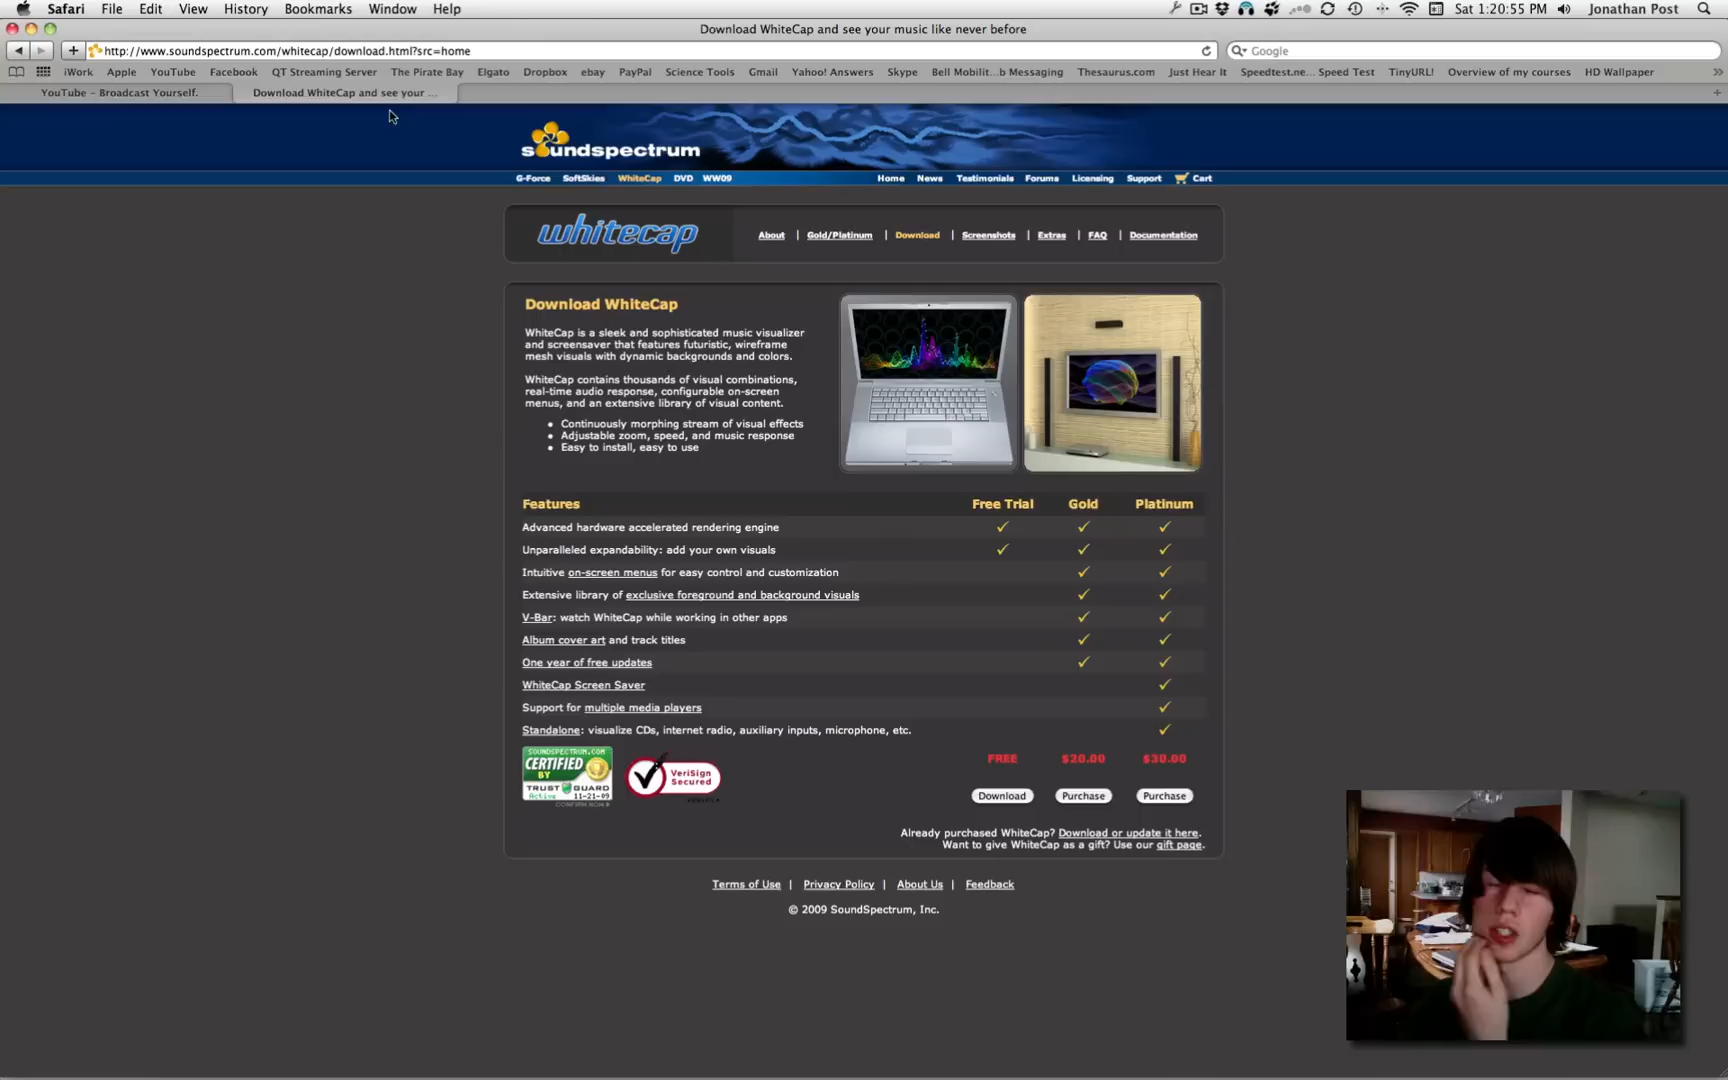 Safari File Edit View History Bookmarks Window Help Sat 1:20:55 PM Jonathan Post
Download WhiteCap and see your music like never before
http://www.soundspectrum.com/whitecap/download.html?src=home Google
iWork Apple YouTube Facebook QT Streaming Server The Pirate Bay Elgato Dropbox ebay PayPal Science Tools Gmail Yahoo! Answers Skype Bell Mobilit...b Messaging Thesaurus.com Just Hear It Speedtest.ne... Speed Test TinyURL! Overview of my courses HD Wallpaper
YouTube - Broadcast Yourself. Download WhiteCap and see your ...
soundspectrum
G-Force SoftSkies WhiteCap DVD WW09 Home News Testimonials Forums Licensing Support Cart
whitecap About | Gold/Platinum | Download | Screenshots | Extras | FAQ | Documentation
Download WhiteCap
WhiteCap is a sleek and sophisticated music visualizer
and screensaver that features futuristic, wireframe
mesh visuals with dynamic backgrounds and colors.
WhiteCap contains thousands of visual combinations,
real-time audio response, configurable on-screen
menus, and an extensive library of visual content.
• Continuously morphing stream of visual effects
• Adjustable zoom, speed, and music response
• Easy to install, easy to use
Features Free Trial Gold Platinum
Advanced hardware accelerated rendering engine ✓ ✓ ✓
Unparalleled expandability: add your own visuals ✓ ✓ ✓
Intuitive on-screen menus for easy control and customization ✓ ✓
Extensive library of exclusive foreground and background visuals ✓ ✓
V-Bar: watch WhiteCap while working in other apps ✓ ✓
Album cover art and track titles ✓ ✓
One year of free updates ✓ ✓
WhiteCap Screen Saver ✓
Support for multiple media players ✓
Standalone: visualize CDs, internet radio, auxiliary inputs, microphone, etc. ✓
SOUNDSPECTRUM.COM
CERTIFIED
BY
TRUST GUARD
Active 11-21-09
CONFIRM NOW
VeriSign
Secured
FREE $20.00 $30.00
Download Purchase Purchase
Already purchased WhiteCap? Download or update it here.
Want to give WhiteCap as a gift? Use our gift page.
Terms of Use | Privacy Policy | About Us | Feedback
© 2009 SoundSpectrum, Inc.